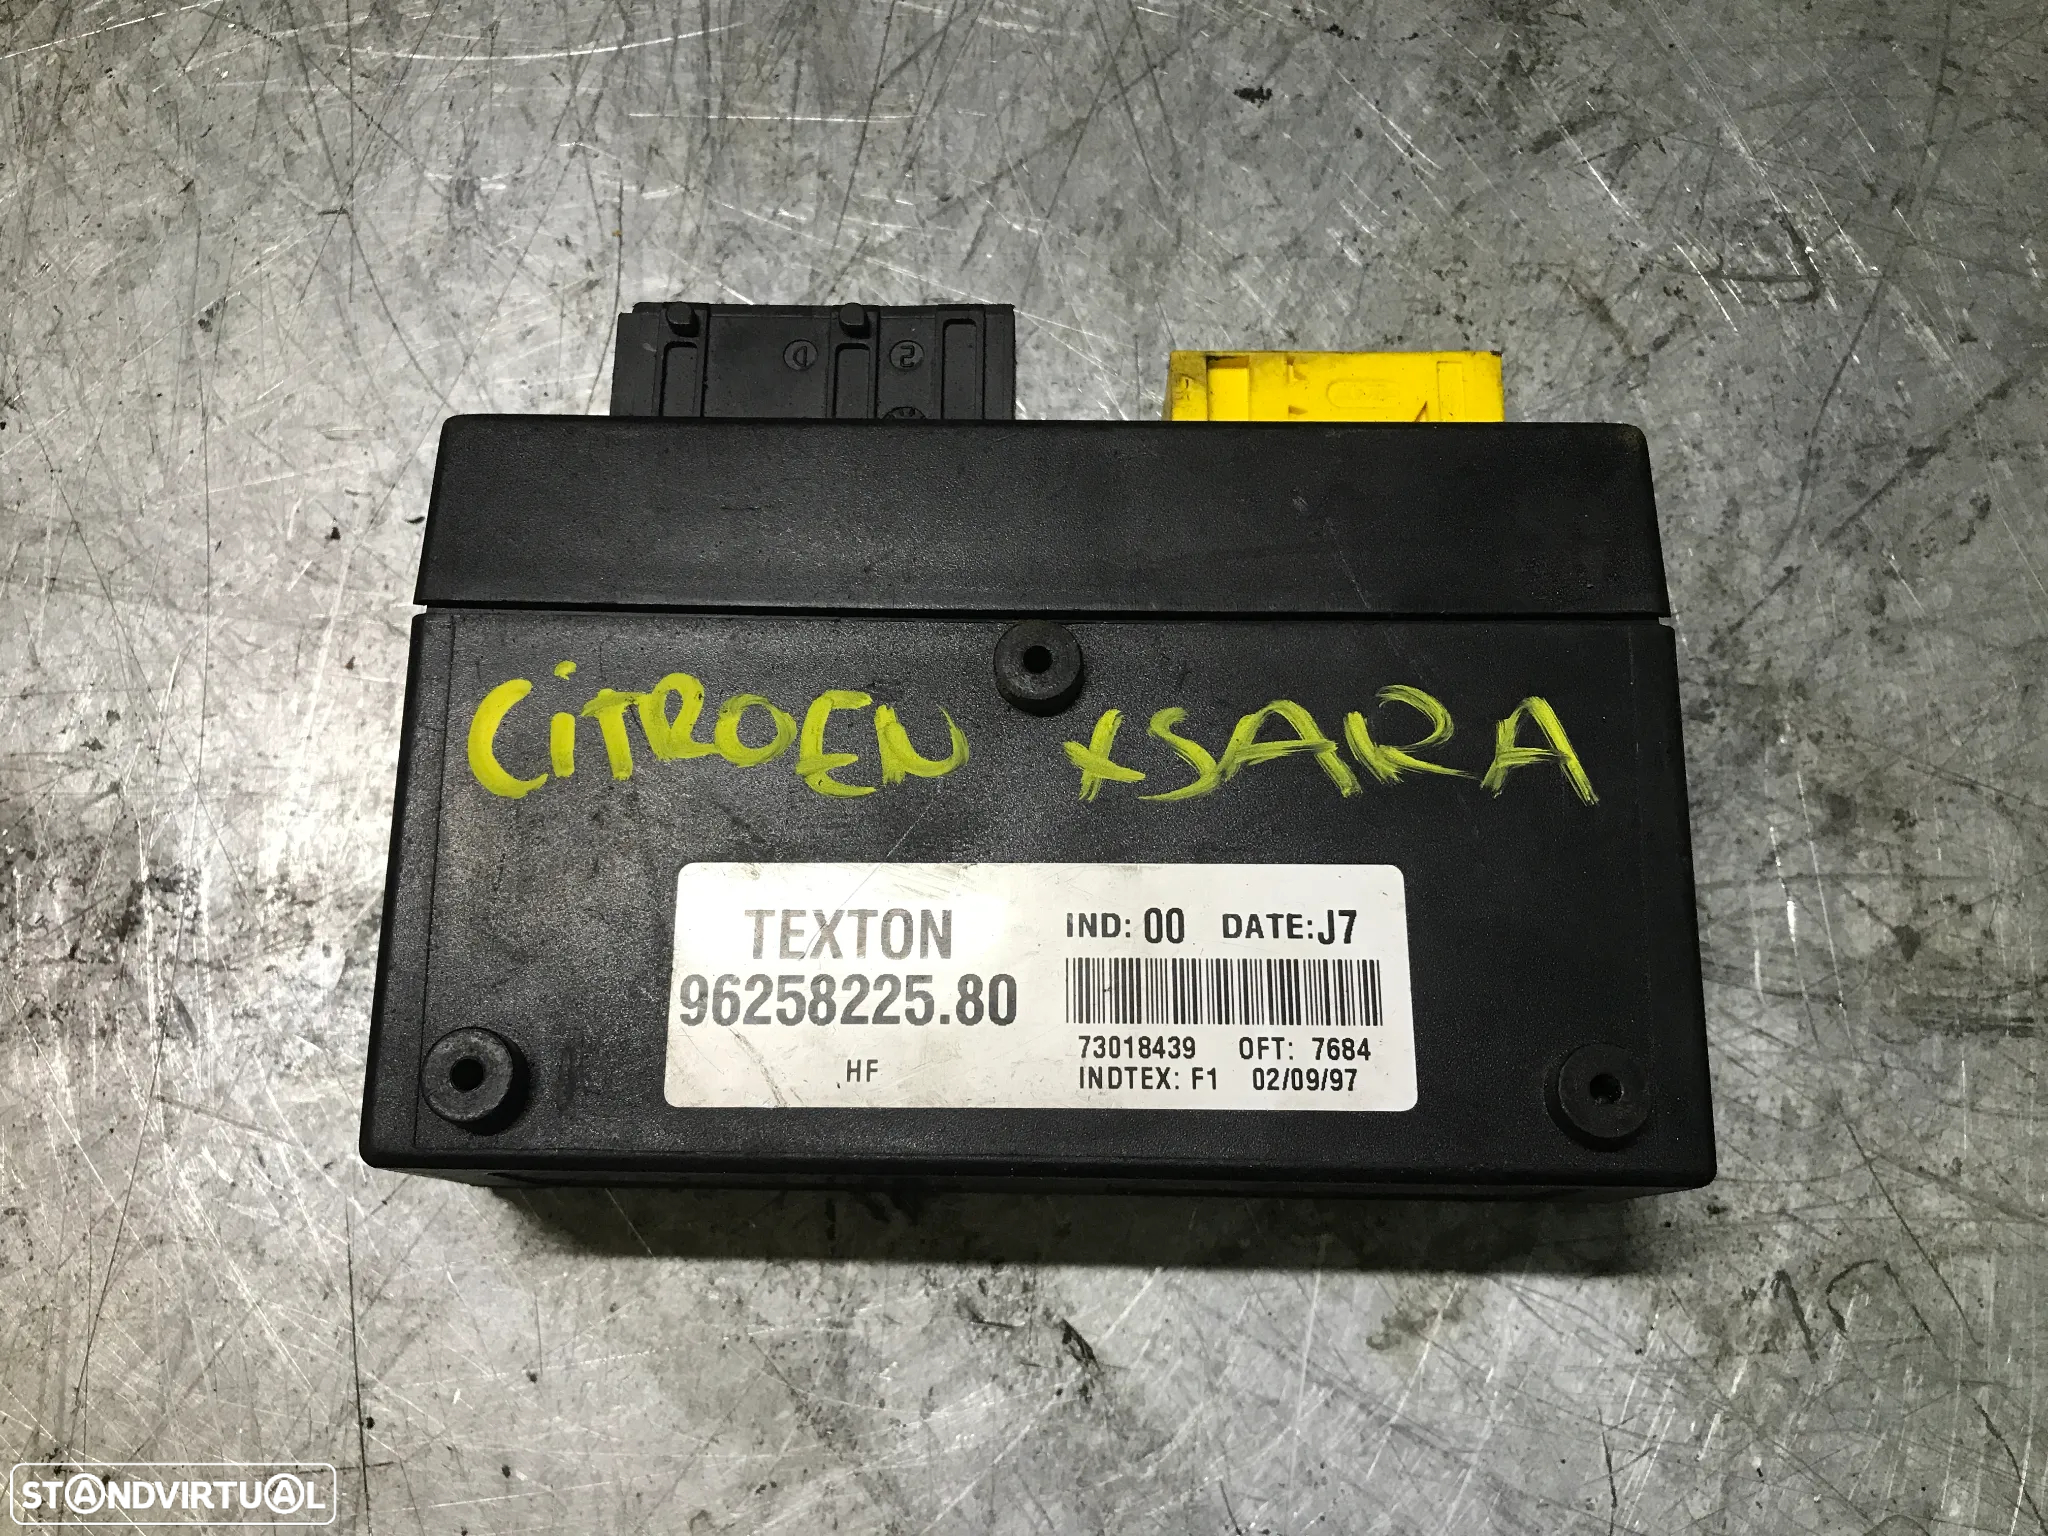 CiTROEN XSARA
TEXTON
96258225.80
HF
IND: 00 DATE:J7
73018439 OFT: 7684
INDTEX: F1 02/09/97
STANDVIRTUAL